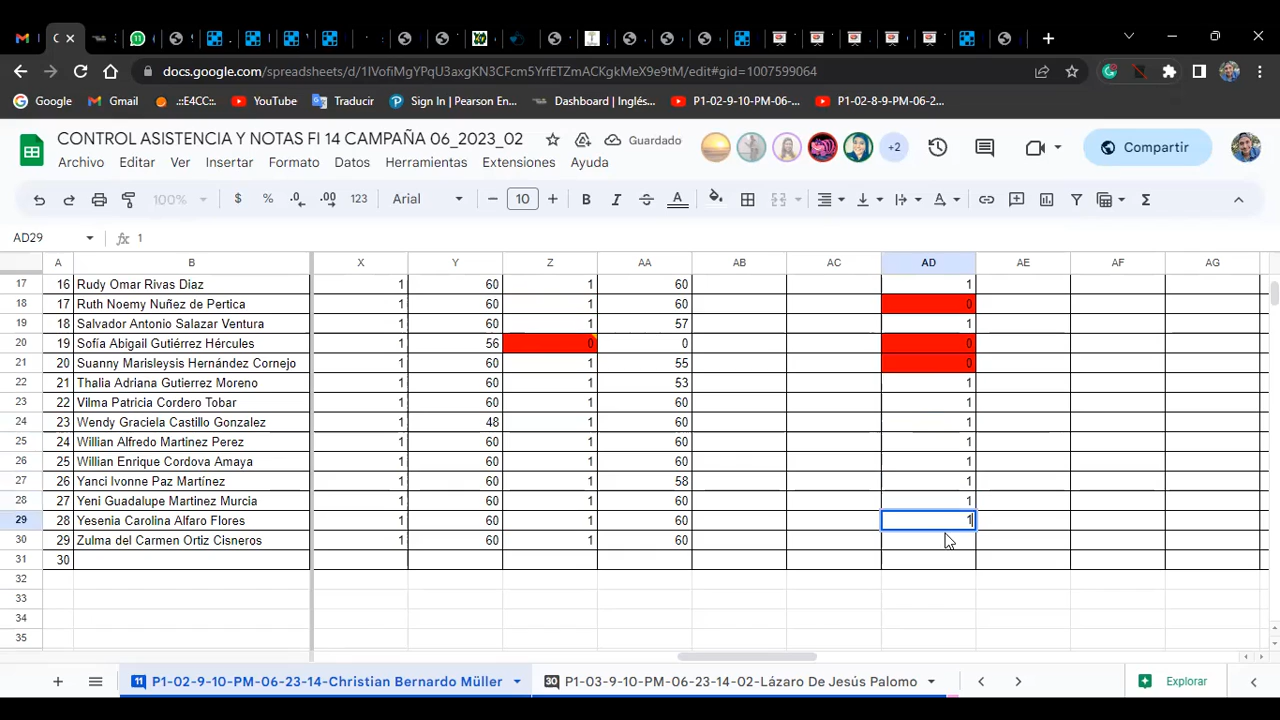 docs.google.com/spreadsheets/d/1lVofiMgYPqU3axgKN3CFcm5YrfETZmACKgkMeX9e9tM/edit#gid=1007599064
Google Gmail .::E4CC:. YouTube Traducir Sign In | Pearson En... Dashboard | Inglés... P1-02-9-10-PM-06-... P1-02-8-9-PM-06-2...
CONTROL ASISTENCIA Y NOTAS FI 14 CAMPAÑA 06_2023_02 Guardado +2 Compartir
Archivo Editar Ver Insertar Formato Datos Herramientas Extensiones Ayuda
100% $ % .0 .00 123 Arial 10 B I S A Σ
AD29 fx 1
A B X Y Z AA AB AC AD AE AF AG
17 16 Rudy Omar Rivas Diaz 1 60 1 60 1
18 17 Ruth Noemy Nuñez de Pertica 1 60 1 60 0
19 18 Salvador Antonio Salazar Ventura 1 60 1 57 1
20 19 Sofía Abigail Gutiérrez Hércules 1 56 0 0 0
21 20 Suanny Marisleysis Hernández Cornejo 1 60 1 55 0
22 21 Thalia Adriana Gutierrez Moreno 1 60 1 53 1
23 22 Vilma Patricia Cordero Tobar 1 60 1 60 1
24 23 Wendy Graciela Castillo Gonzalez 1 48 1 60 1
25 24 Willian Alfredo Martinez Perez 1 60 1 60 1
26 25 Willian Enrique Cordova Amaya 1 60 1 60 1
27 26 Yanci Ivonne Paz Martínez 1 60 1 58 1
28 27 Yeni Guadalupe Martinez Murcia 1 60 1 60 1
29 28 Yesenia Carolina Alfaro Flores 1 60 1 60 1
30 29 Zulma del Carmen Ortiz Cisneros 1 60 1 60
31 30
32
33
34
35
11 P1-02-9-10-PM-06-23-14-Christian Bernardo Müller 30 P1-03-9-10-PM-06-23-14-02-Lázaro De Jesús Palomo Explorar